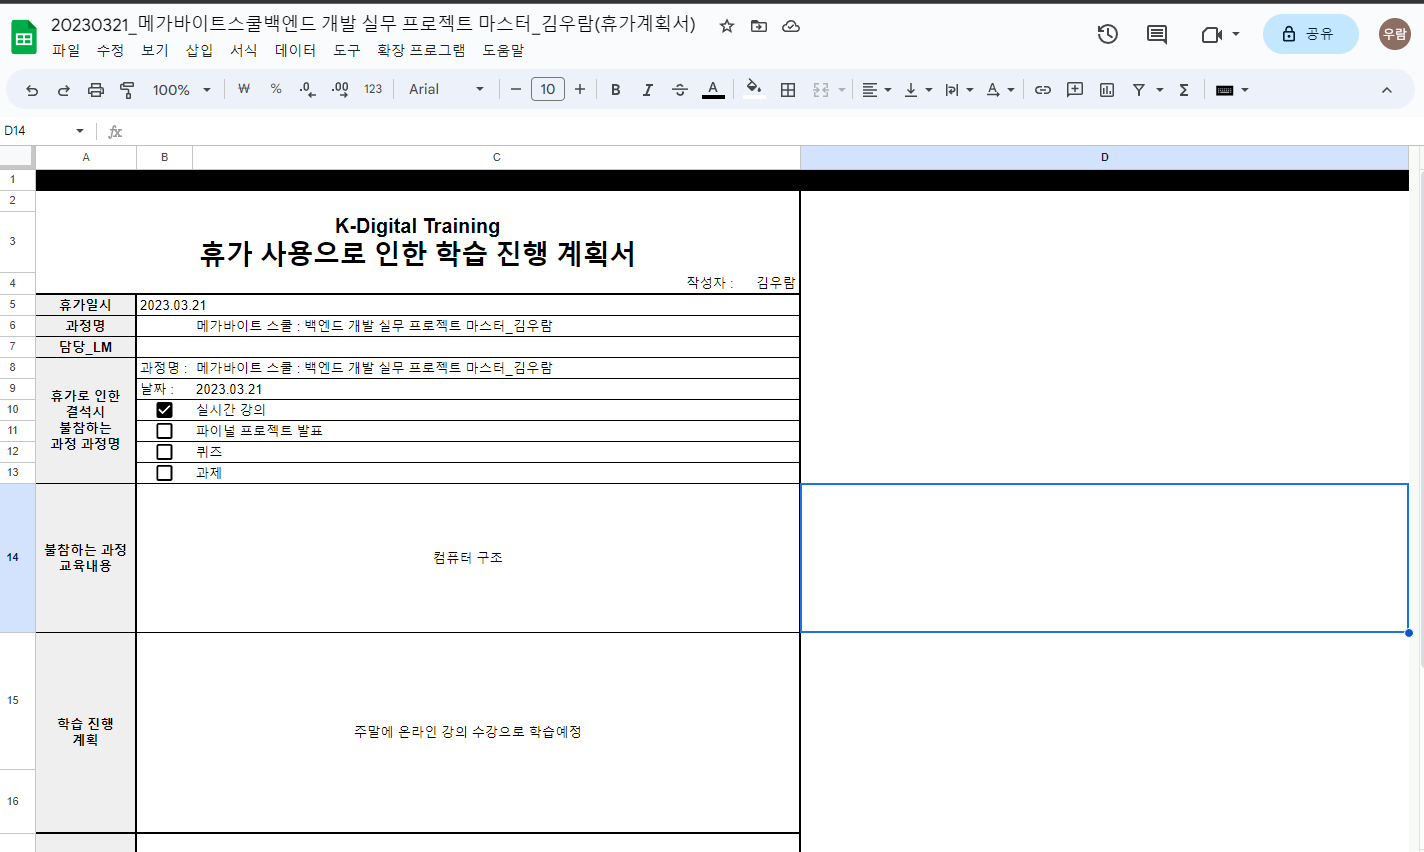 20230321_메가바이트스쿨백엔드 개발 실무 프로젝트 마스터_김우람(휴가계획서)
파일 수정 보기 삽입 서식 데이터 도구 확장 프로그램 도움말
공유
우람
100% ₩ % .0 .00 123 Arial 10 B I S A Σ
D14 fx
A B C D
1
2
3
K-Digital Training
휴가 사용으로 인한 학습 진행 계획서
4 작성자 : 김우람
5 휴가일시 2023.03.21
6 과정명 메가바이트 스쿨 : 백엔드 개발 실무 프로젝트 마스터_김우람
7 담당_LM
8 과정명 : 메가바이트 스쿨 : 백엔드 개발 실무 프로젝트 마스터_김우람
9 날짜 : 2023.03.21
휴가로 인한
결석시
불참하는
과정 과정명
10 실시간 강의
11 파이널 프로젝트 발표
12 퀴즈
13 과제
14
불참하는 과정
교육내용
컴퓨터 구조
15
학습 진행
계획
주말에 온라인 강의 수강으로 학습예정
16